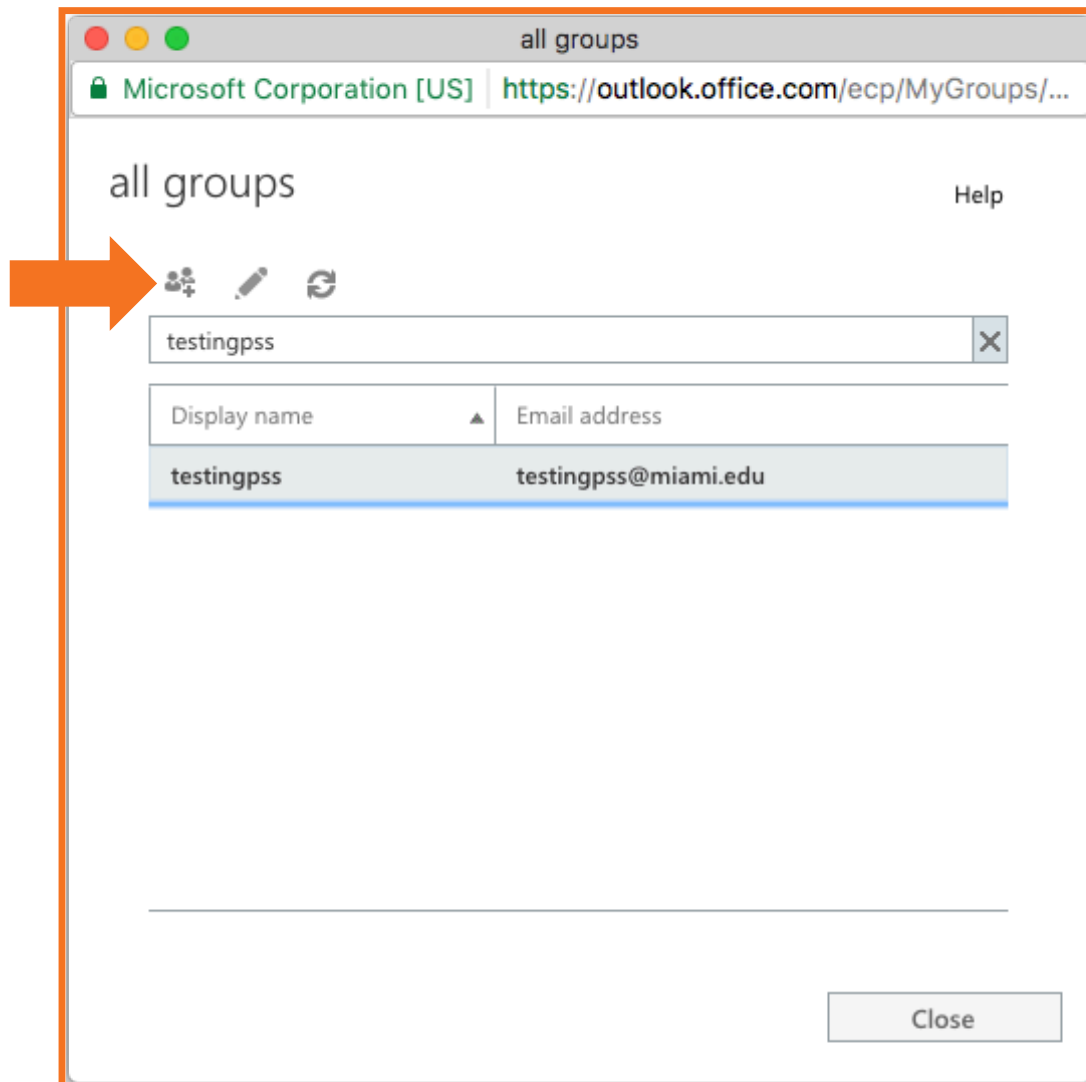 all groups
Microsoft Corporation [US] https://outlook.office.com/ecp/MyGroups/...
all groups
Help
testingpss
Display name Email address
testingpss testingpss@miami.edu
Close